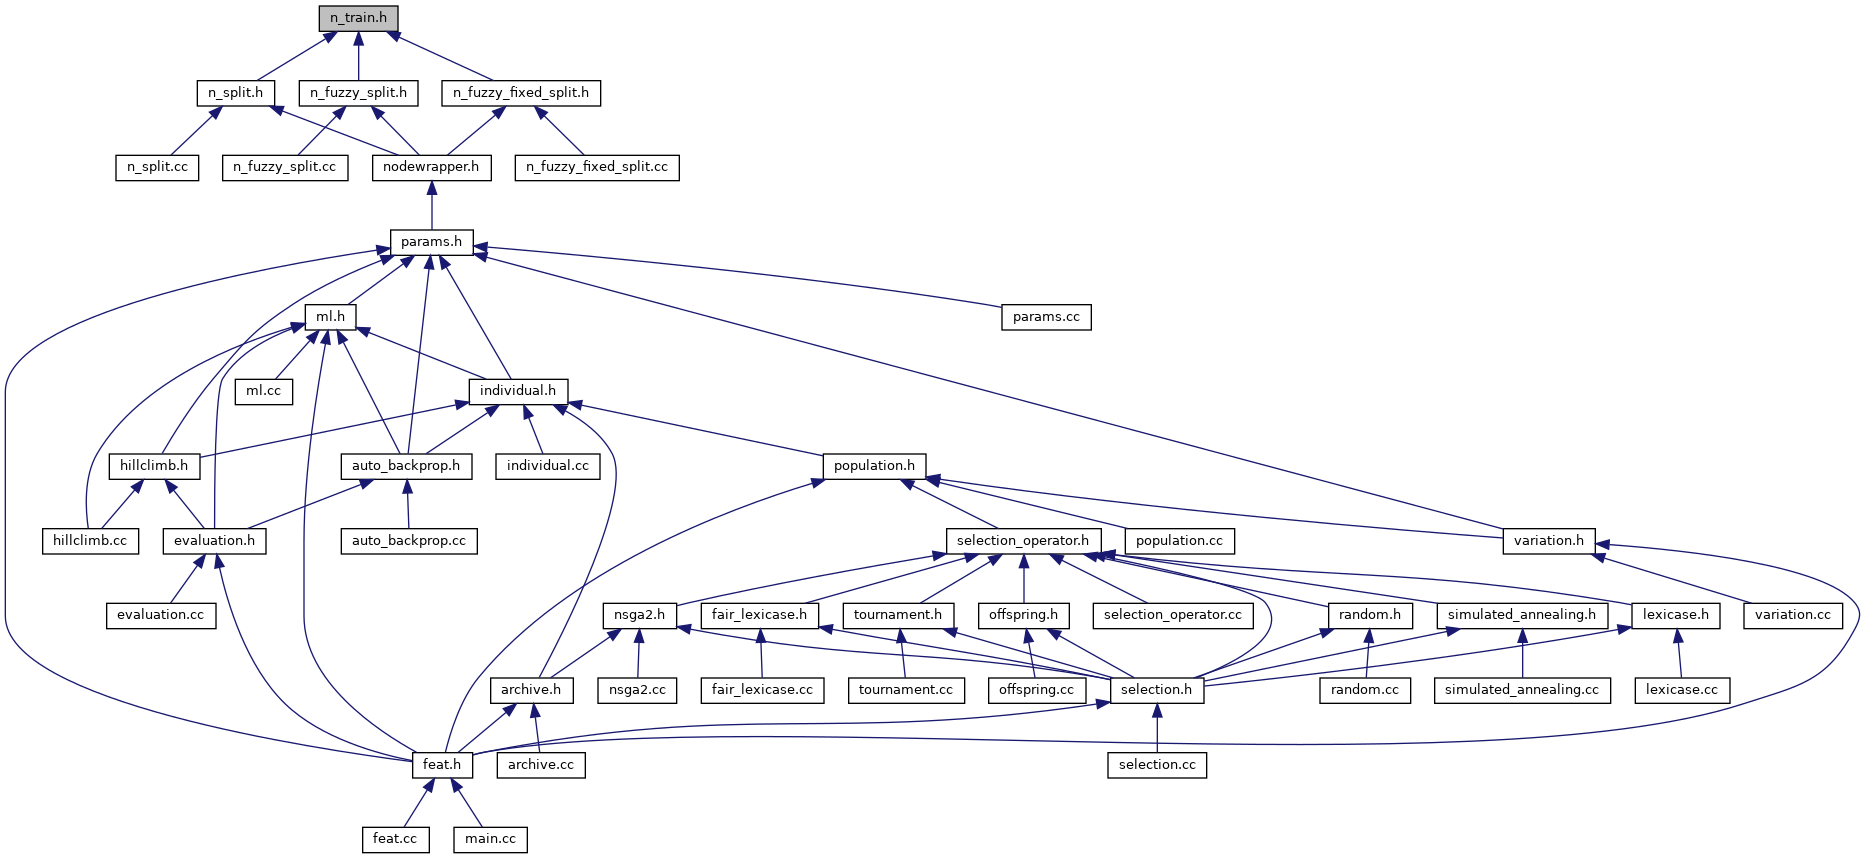 n_train.h
n_split.h
n_fuzzy_split.h
n_fuzzy_fixed_split.h
n_split.cc
n_fuzzy_split.cc
nodewrapper.h
n_fuzzy_fixed_split.cc
params.h
ml.h
params.cc
ml.cc
individual.h
hillclimb.h
auto_backprop.h
individual.cc
population.h
hillclimb.cc
evaluation.h
auto_backprop.cc
selection_operator.h
population.cc
variation.h
evaluation.cc
nsga2.h
fair_lexicase.h
tournament.h
offspring.h
selection_operator.cc
random.h
simulated_annealing.h
lexicase.h
variation.cc
archive.h
nsga2.cc
fair_lexicase.cc
tournament.cc
offspring.cc
selection.h
random.cc
simulated_annealing.cc
lexicase.cc
feat.h
archive.cc
selection.cc
feat.cc
main.cc